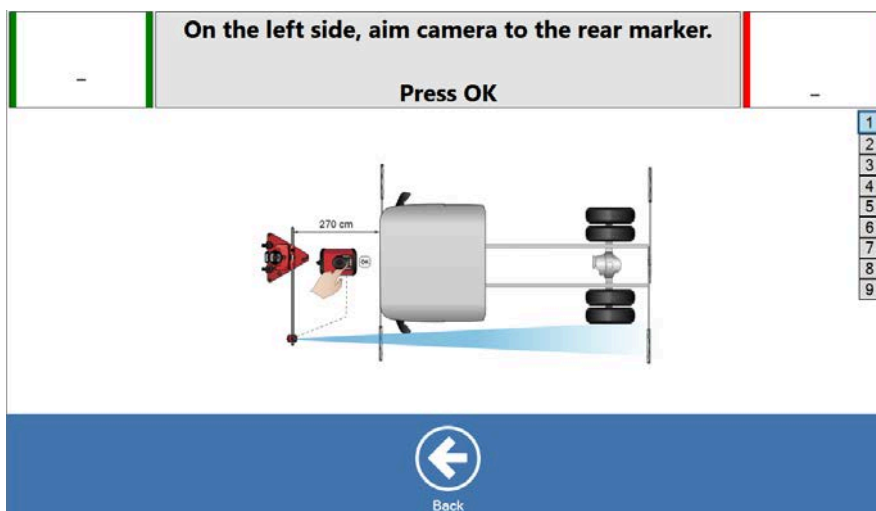 On the left side, aim camera to the rear marker.
Press OK
–
–
1
2
3
4
5
6
7
8
9
270 cm
OK
Back